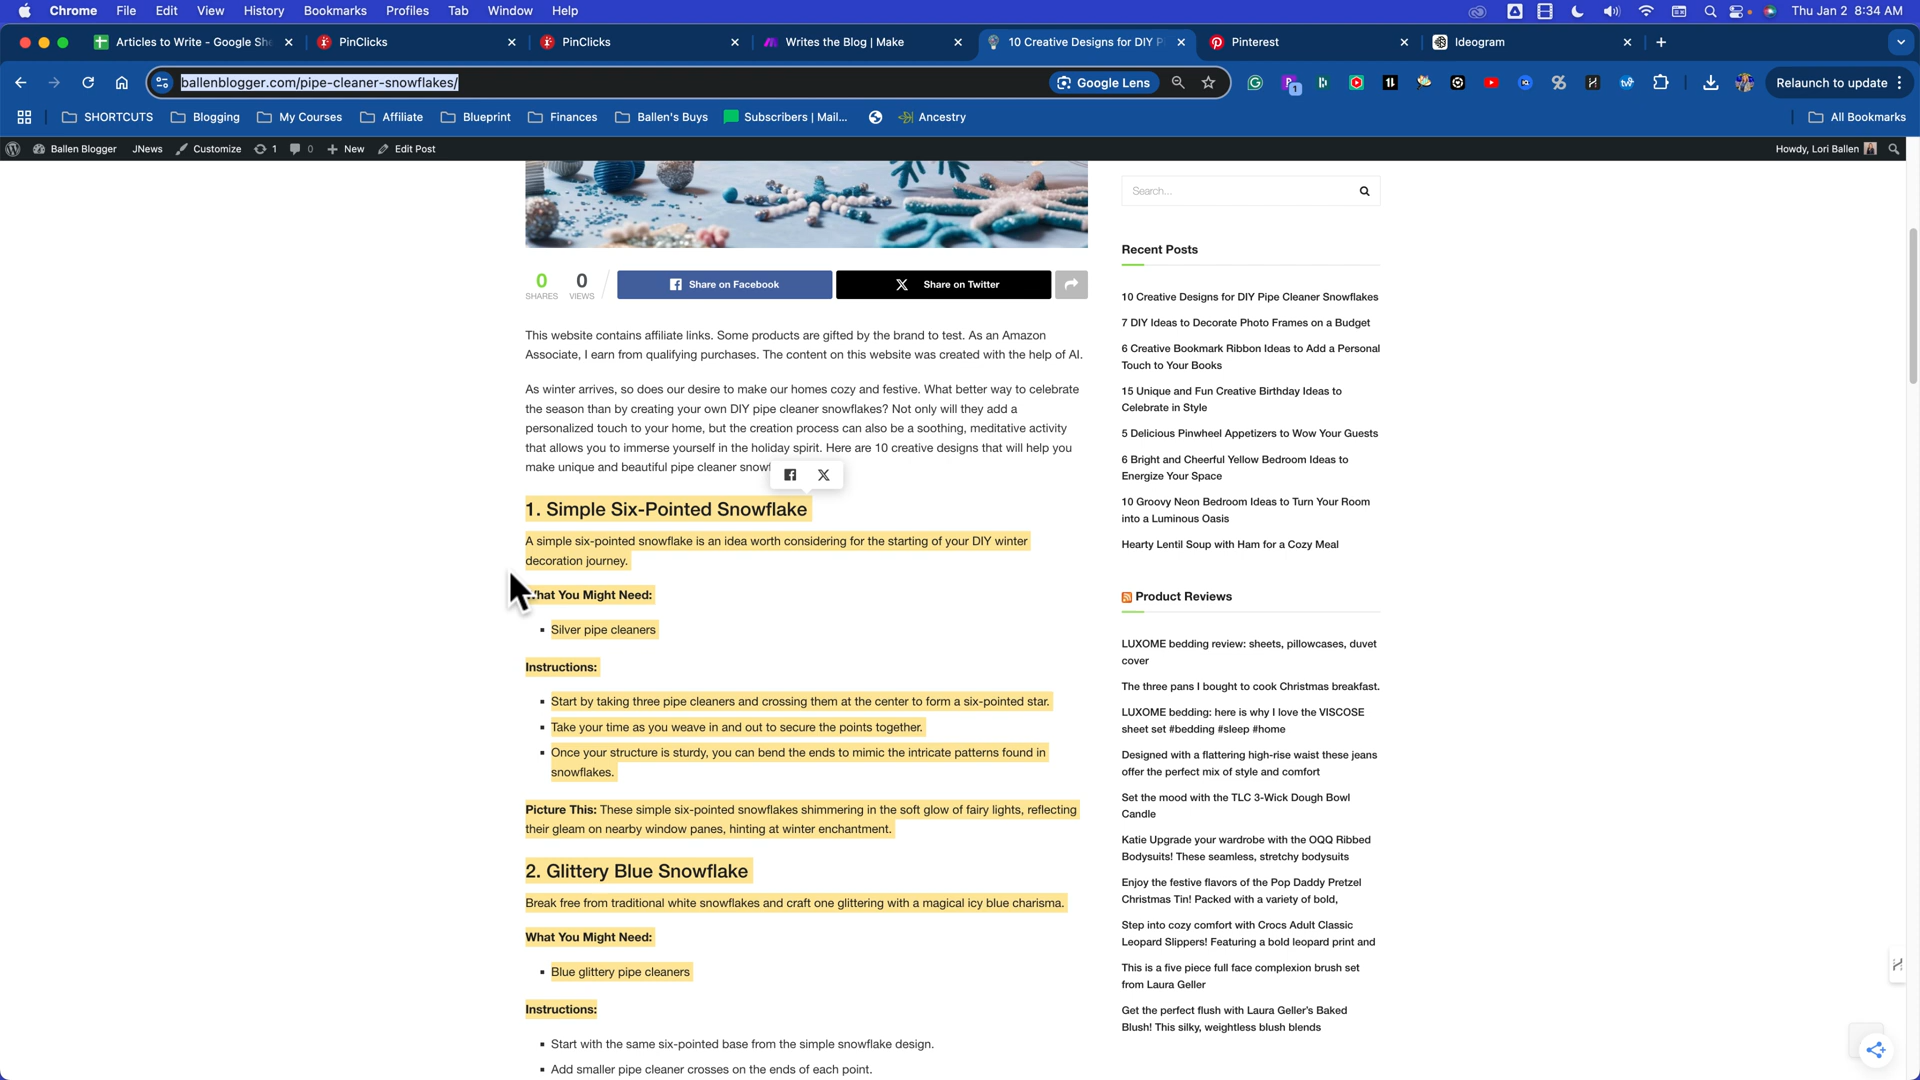 Chrome File Edit View History Bookmarks Profiles Tab Window Help Thu Jan 2 8:34 AM
Articles to Write - Google She PinClicks PinClicks Writes the Blog | Make 10 Creative Designs for DIY P Pinterest Ideogram
ballenblogger.com/pipe-cleaner-snowflakes/ Google Lens 1 Relaunch to update
SHORTCUTS Blogging My Courses Affiliate Blueprint Finances Ballen's Buys Subscribers | Mail... Ancestry All Bookmarks
Ballen Blogger JNews Customize 1 0 New Edit Post Howdy, Lori Ballen
0
SHARES
0
VIEWS
Share on Facebook
Share on Twitter
This website contains affiliate links. Some products are gifted by the brand to test. As an Amazon
Associate, I earn from qualifying purchases. The content on this website was created with the help of AI.
As winter arrives, so does our desire to make our homes cozy and festive. What better way to celebrate
the season than by creating your own DIY pipe cleaner snowflakes? Not only will they add a
personalized touch to your home, but the creation process can also be a soothing, meditative activity
that allows you to immerse yourself in the holiday spirit. Here are 10 creative designs that will help you
make unique and beautiful pipe cleaner snowf
1. Simple Six-Pointed Snowflake
A simple six-pointed snowflake is an idea worth considering for the starting of your DIY winter
decoration journey.
What You Might Need:
Silver pipe cleaners
Instructions:
Start by taking three pipe cleaners and crossing them at the center to form a six-pointed star.
Take your time as you weave in and out to secure the points together.
Once your structure is sturdy, you can bend the ends to mimic the intricate patterns found in
snowflakes.
Picture This: These simple six-pointed snowflakes shimmering in the soft glow of fairy lights, reflecting
their gleam on nearby window panes, hinting at winter enchantment.
2. Glittery Blue Snowflake
Break free from traditional white snowflakes and craft one glittering with a magical icy blue charisma.
What You Might Need:
Blue glittery pipe cleaners
Instructions:
Start with the same six-pointed base from the simple snowflake design.
Add smaller pipe cleaner crosses on the ends of each point.
Search...
Recent Posts
10 Creative Designs for DIY Pipe Cleaner Snowflakes
7 DIY Ideas to Decorate Photo Frames on a Budget
6 Creative Bookmark Ribbon Ideas to Add a Personal
Touch to Your Books
15 Unique and Fun Creative Birthday Ideas to
Celebrate in Style
5 Delicious Pinwheel Appetizers to Wow Your Guests
6 Bright and Cheerful Yellow Bedroom Ideas to
Energize Your Space
10 Groovy Neon Bedroom Ideas to Turn Your Room
into a Luminous Oasis
Hearty Lentil Soup with Ham for a Cozy Meal
Product Reviews
LUXOME bedding review: sheets, pillowcases, duvet
cover
The three pans I bought to cook Christmas breakfast.
LUXOME bedding: here is why I love the VISCOSE
sheet set #bedding #sleep #home
Designed with a flattering high-rise waist these jeans
offer the perfect mix of style and comfort
Set the mood with the TLC 3-Wick Dough Bowl
Candle
Katie Upgrade your wardrobe with the OQQ Ribbed
Bodysuits! These seamless, stretchy bodysuits
Enjoy the festive flavors of the Pop Daddy Pretzel
Christmas Tin! Packed with a variety of bold,
Step into cozy comfort with Crocs Adult Classic
Leopard Slippers! Featuring a bold leopard print and
This is a five piece full face complexion brush set
from Laura Geller
Get the perfect flush with Laura Geller's Baked
Blush! This silky, weightless blush blends